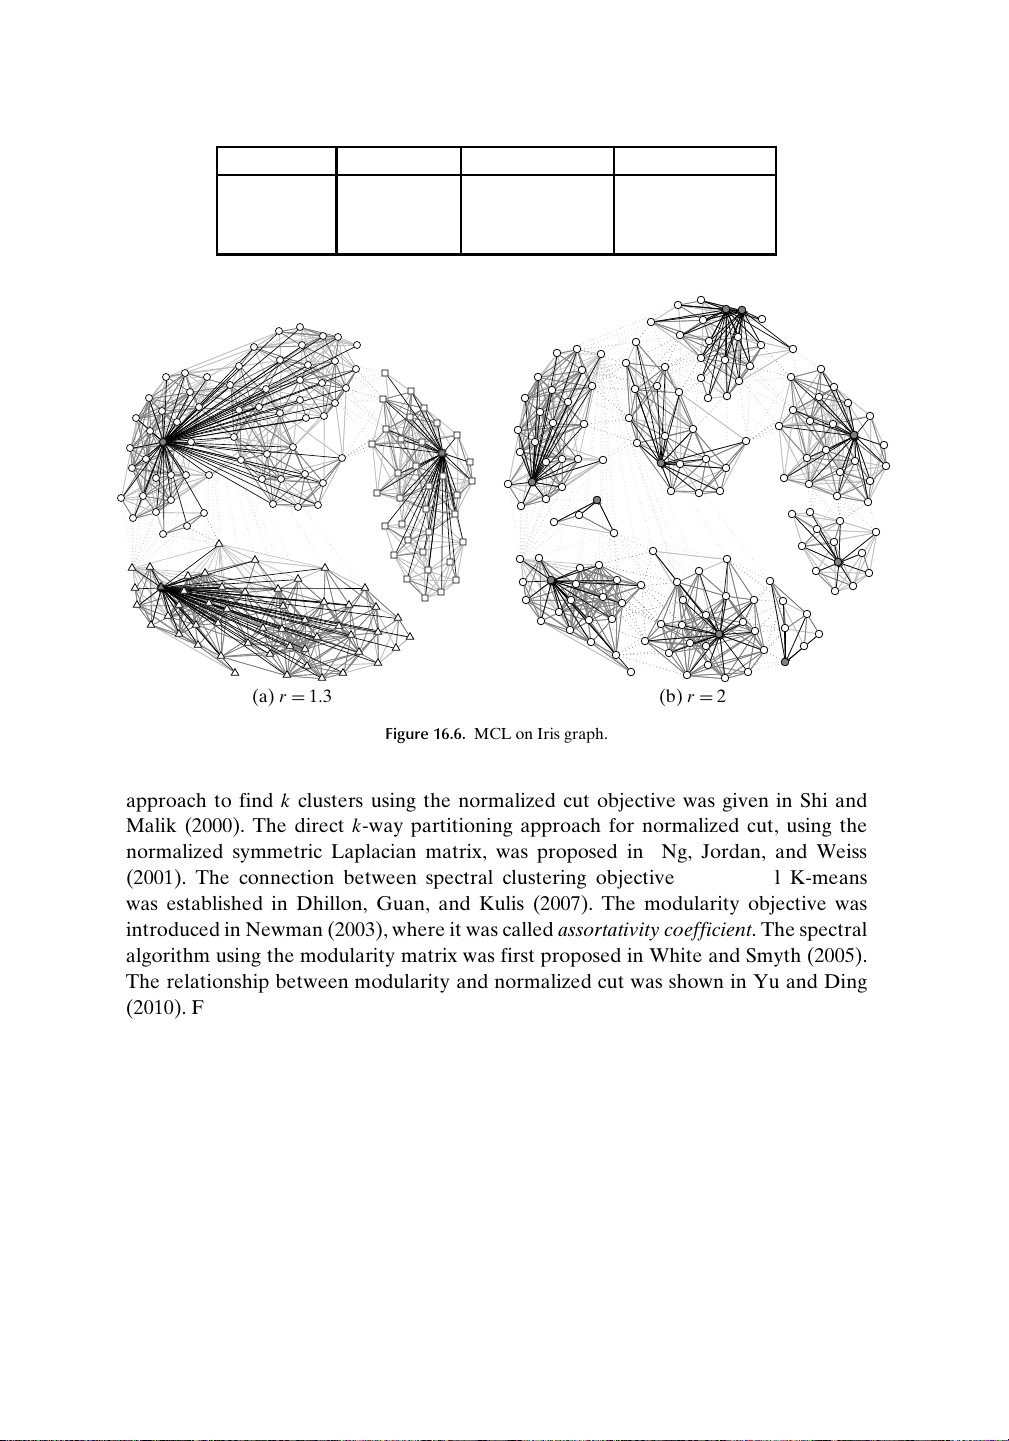 (a) r = 1.3
(b) r = 2
Figure 16.6. MCL on Iris graph.
approach to find k clusters using the normalized cut objective was given in Shi and
Malik (2000). The direct k-way partitioning approach for normalized cut, using the
normalized symmetric Laplacian matrix, was proposed in Ng, Jordan, and Weiss
(2001). The connection between spectral clustering objective l K-means
was established in Dhillon, Guan, and Kulis (2007). The modularity objective was
introduced in Newman (2003), where it was called assortativity coefficient. The spectral
algorithm using the modularity matrix was first proposed in White and Smyth (2005).
The relationship between modularity and normalized cut was shown in Yu and Ding
(2010). F